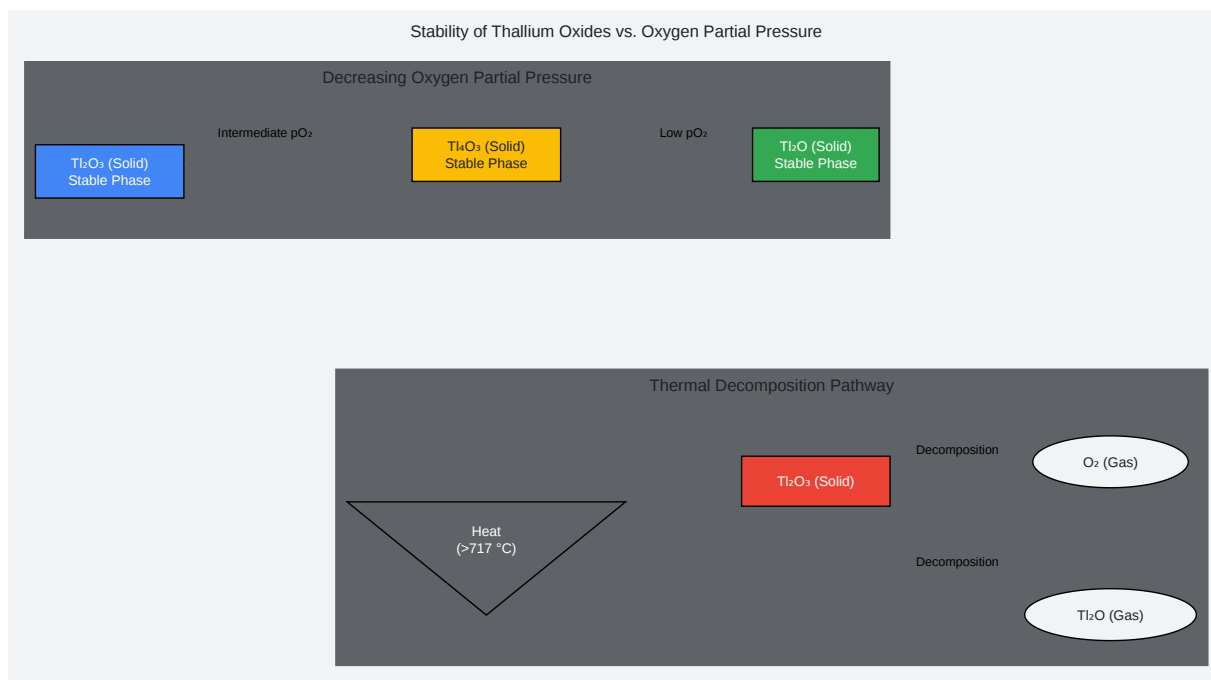 Stability of Thallium Oxides vs. Oxygen Partial Pressure
Decreasing Oxygen Partial Pressure
Intermediate pO₂
Low pO₂
Tl₂O₃ (Solid)
Stable Phase
Tl₄O₃ (Solid)
Stable Phase
Tl₂O (Solid)
Stable Phase
Thermal Decomposition Pathway
Heat
(>717 °C)
Tl₂O₃ (Solid)
Decomposition
O₂ (Gas)
Decomposition
Tl₂O (Gas)